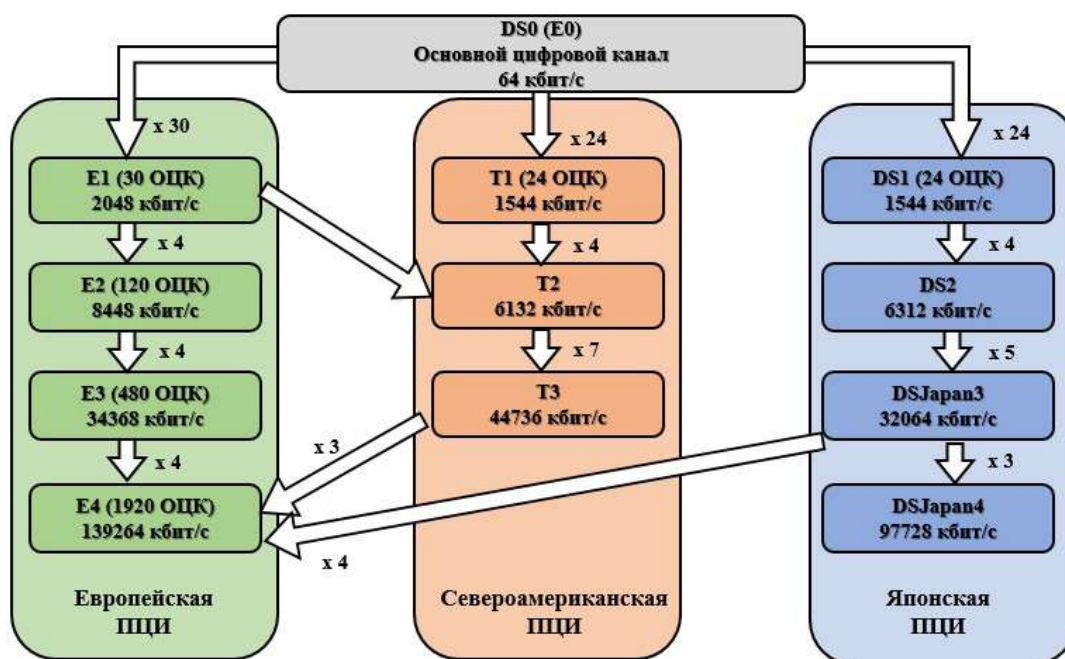 DS0 (E0)
Основной цифровой канал
64 кбит/с
x 30
x 24
x 24
E1 (30 ОЦК)
2048 кбит/с
x 4
E2 (120 ОЦК)
8448 кбит/с
x 4
E3 (480 ОЦК)
34368 кбит/с
x 4
E4 (1920 ОЦК)
139264 кбит/с
Европейская
ПЦИ
T1 (24 ОЦК)
1544 кбит/с
x 4
T2
6132 кбит/с
x 7
T3
44736 кбит/с
x 3
x 4
Североамериканская
ПЦИ
DS1 (24 ОЦК)
1544 кбит/с
x 4
DS2
6312 кбит/с
x 5
DSJapan3
32064 кбит/с
x 3
DSJapan4
97728 кбит/с
Японская
ПЦИ